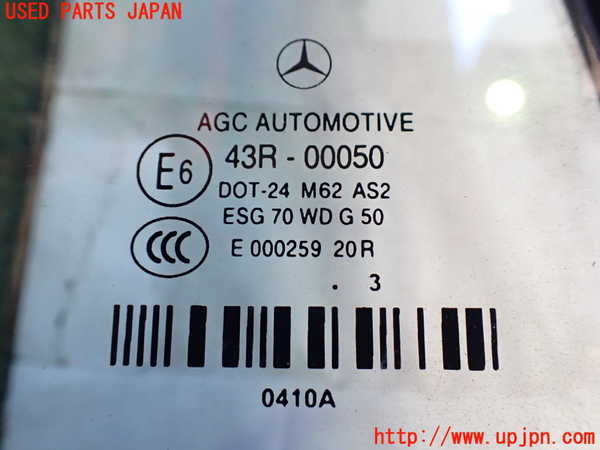 USED PARTS JAPAN
AGC AUTOMOTIVE
E6
43R - 00050
DOT-24 M62 AS2
ESG 70 WD G 50
CCC
E 000259 20 R
. 3
0410A
http://www.upjpn.com/